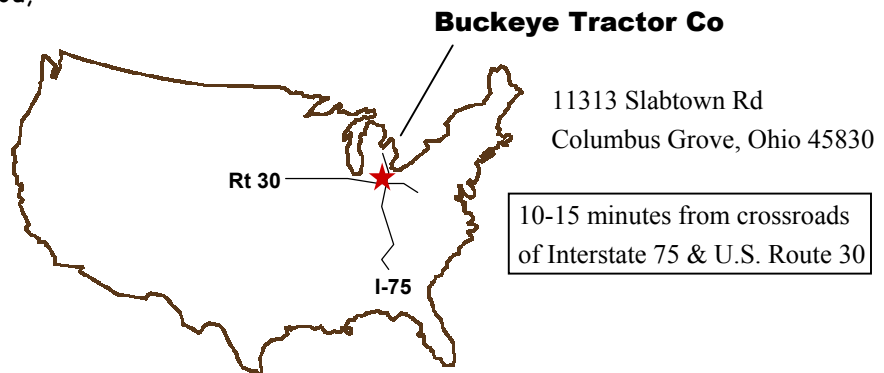 Buckeye Tractor Co
11313 Slabtown Rd
Columbus Grove, Ohio 45830
Rt 30
10-15 minutes from crossroads
of Interstate 75 & U.S. Route 30
I-75